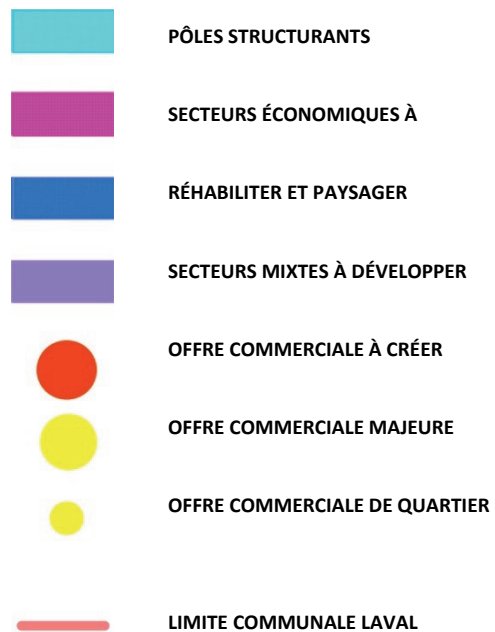 PÔLES STRUCTURANTS
SECTEURS ÉCONOMIQUES À
RÉHABILITER ET PAYSAGER
SECTEURS MIXTES À DÉVELOPPER
OFFRE COMMERCIALE À CRÉER
OFFRE COMMERCIALE MAJEURE
OFFRE COMMERCIALE DE QUARTIER
LIMITE COMMUNALE LAVAL